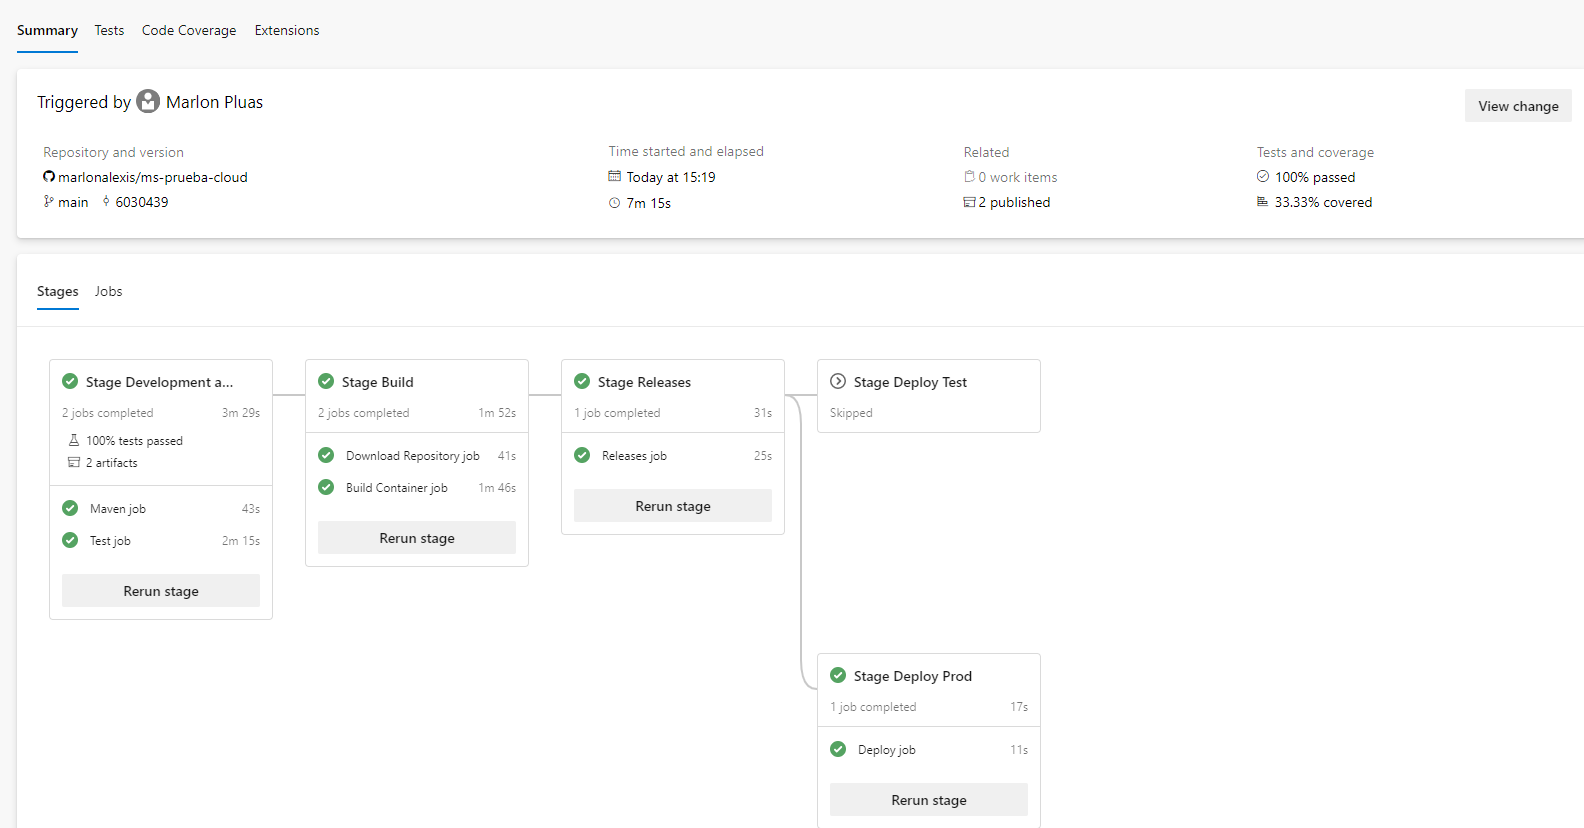 Summary Tests Code Coverage Extensions
Triggered by Marlon Pluas
View change
Repository and version
marlonalexis/ms-prueba-cloud
main 6030439
Time started and elapsed
Today at 15:19
7m 15s
Related
0 work items
2 published
Tests and coverage
100% passed
33.33% covered
Stages Jobs
Stage Development a...
2 jobs completed 3m 29s
100% tests passed
2 artifacts
Maven job 43s
Test job 2m 15s
Rerun stage
Stage Build
2 jobs completed 1m 52s
Download Repository job 41s
Build Container job 1m 46s
Rerun stage
Stage Releases
1 job completed 31s
Releases job 25s
Rerun stage
Stage Deploy Test
Skipped
Stage Deploy Prod
1 job completed 17s
Deploy job 11s
Rerun stage